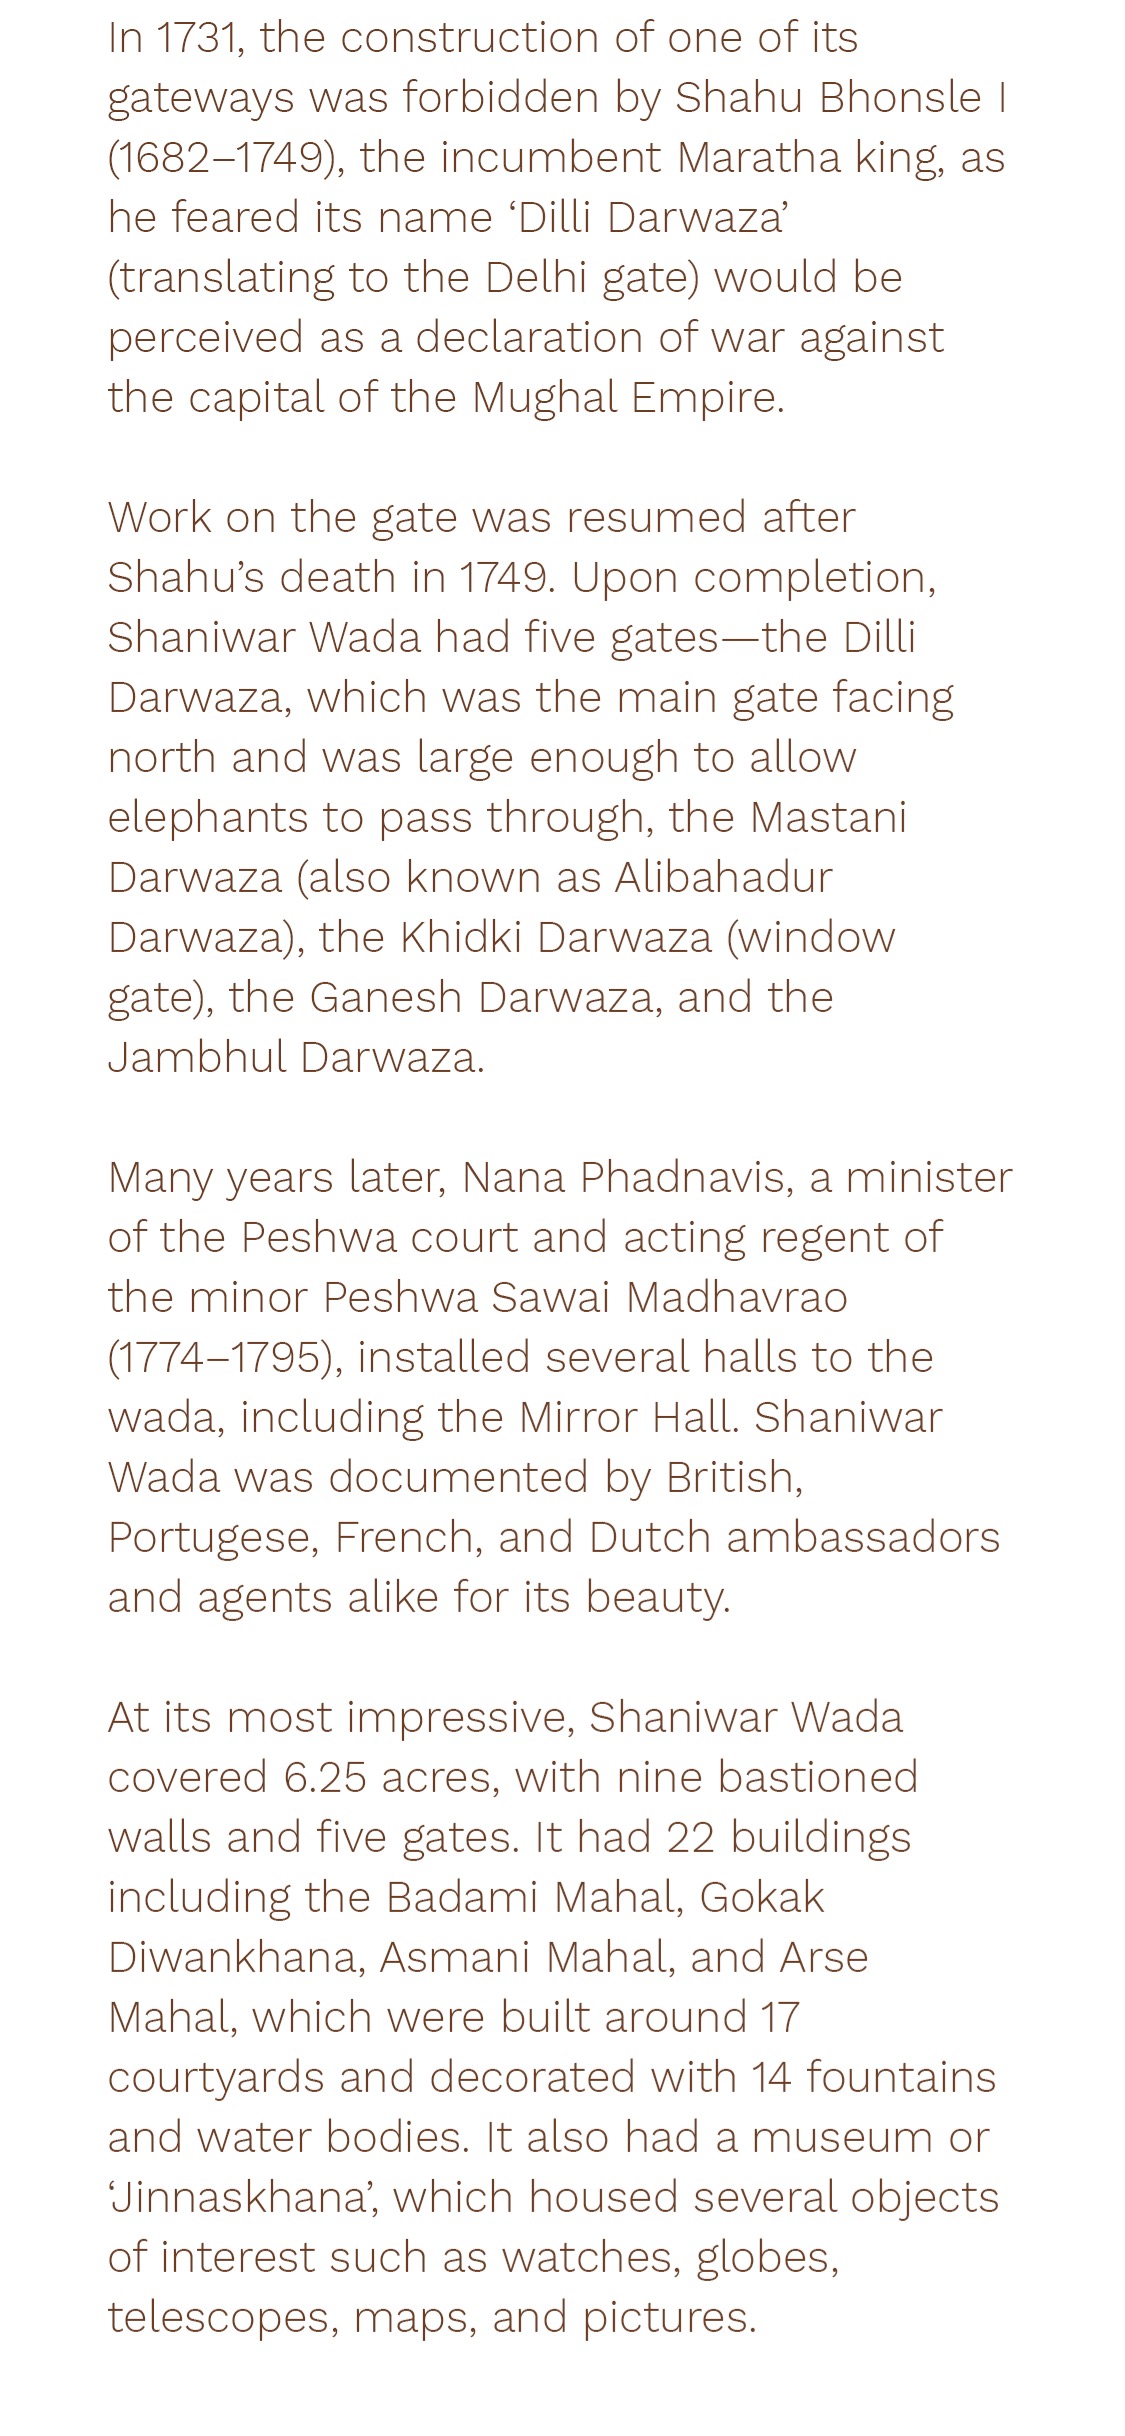 In 1731, the construction of one of its
gateways was forbidden by Shahu Bhonsle I
(1682–1749), the incumbent Maratha king, as
he feared its name ‘Dilli Darwaza’
(translating to the Delhi gate) would be
perceived as a declaration of war against
the capital of the Mughal Empire.
Work on the gate was resumed after
Shahu’s death in 1749. Upon completion,
Shaniwar Wada had five gates—the Dilli
Darwaza, which was the main gate facing
north and was large enough to allow
elephants to pass through, the Mastani
Darwaza (also known as Alibahadur
Darwaza), the Khidki Darwaza (window
gate), the Ganesh Darwaza, and the
Jambhul Darwaza.
Many years later, Nana Phadnavis, a minister
of the Peshwa court and acting regent of
the minor Peshwa Sawai Madhavrao
(1774–1795), installed several halls to the
wada, including the Mirror Hall. Shaniwar
Wada was documented by British,
Portugese, French, and Dutch ambassadors
and agents alike for its beauty.
At its most impressive, Shaniwar Wada
covered 6.25 acres, with nine bastioned
walls and five gates. It had 22 buildings
including the Badami Mahal, Gokak
Diwankhana, Asmani Mahal, and Arse
Mahal, which were built around 17
courtyards and decorated with 14 fountains
and water bodies. It also had a museum or
‘Jinnaskhana’, which housed several objects
of interest such as watches, globes,
telescopes, maps, and pictures.